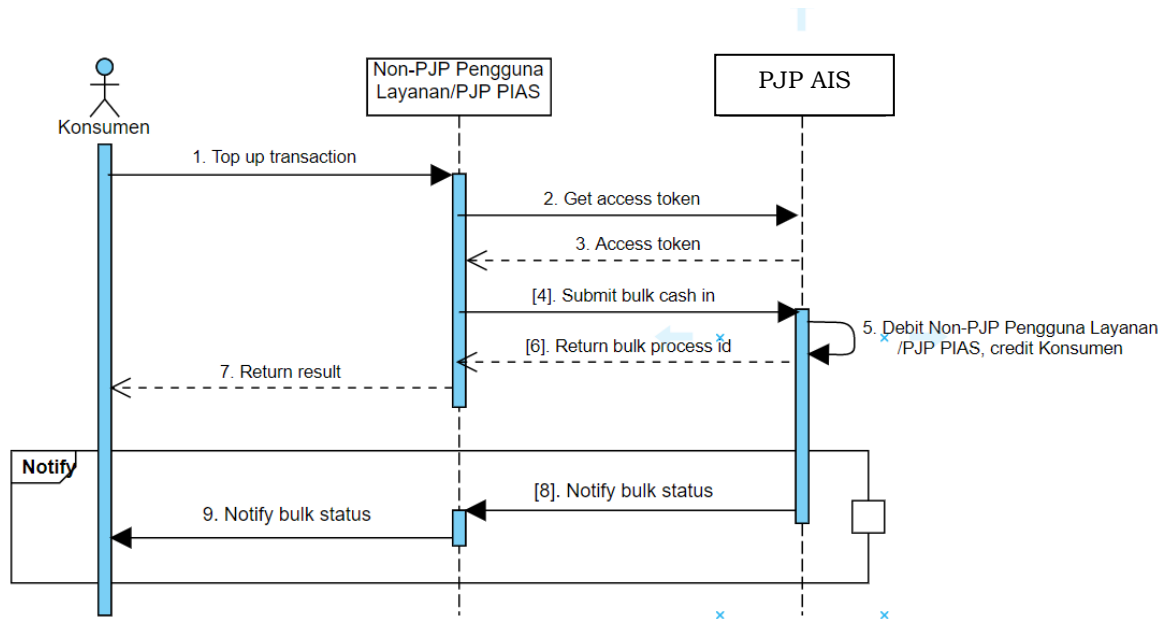 Non-PJP Pengguna
Layanan/PJP PIAS
PJP AIS
Konsumen
1. Top up transaction
2. Get access token
3. Access token
[4]. Submit bulk cash in
5. Debit Non-PJP Pengguna Layanan
/PJP PIAS, credit Konsumen
[6]. Return bulk process id
7. Return result
Notify
[8]. Notify bulk status
9. Notify bulk status